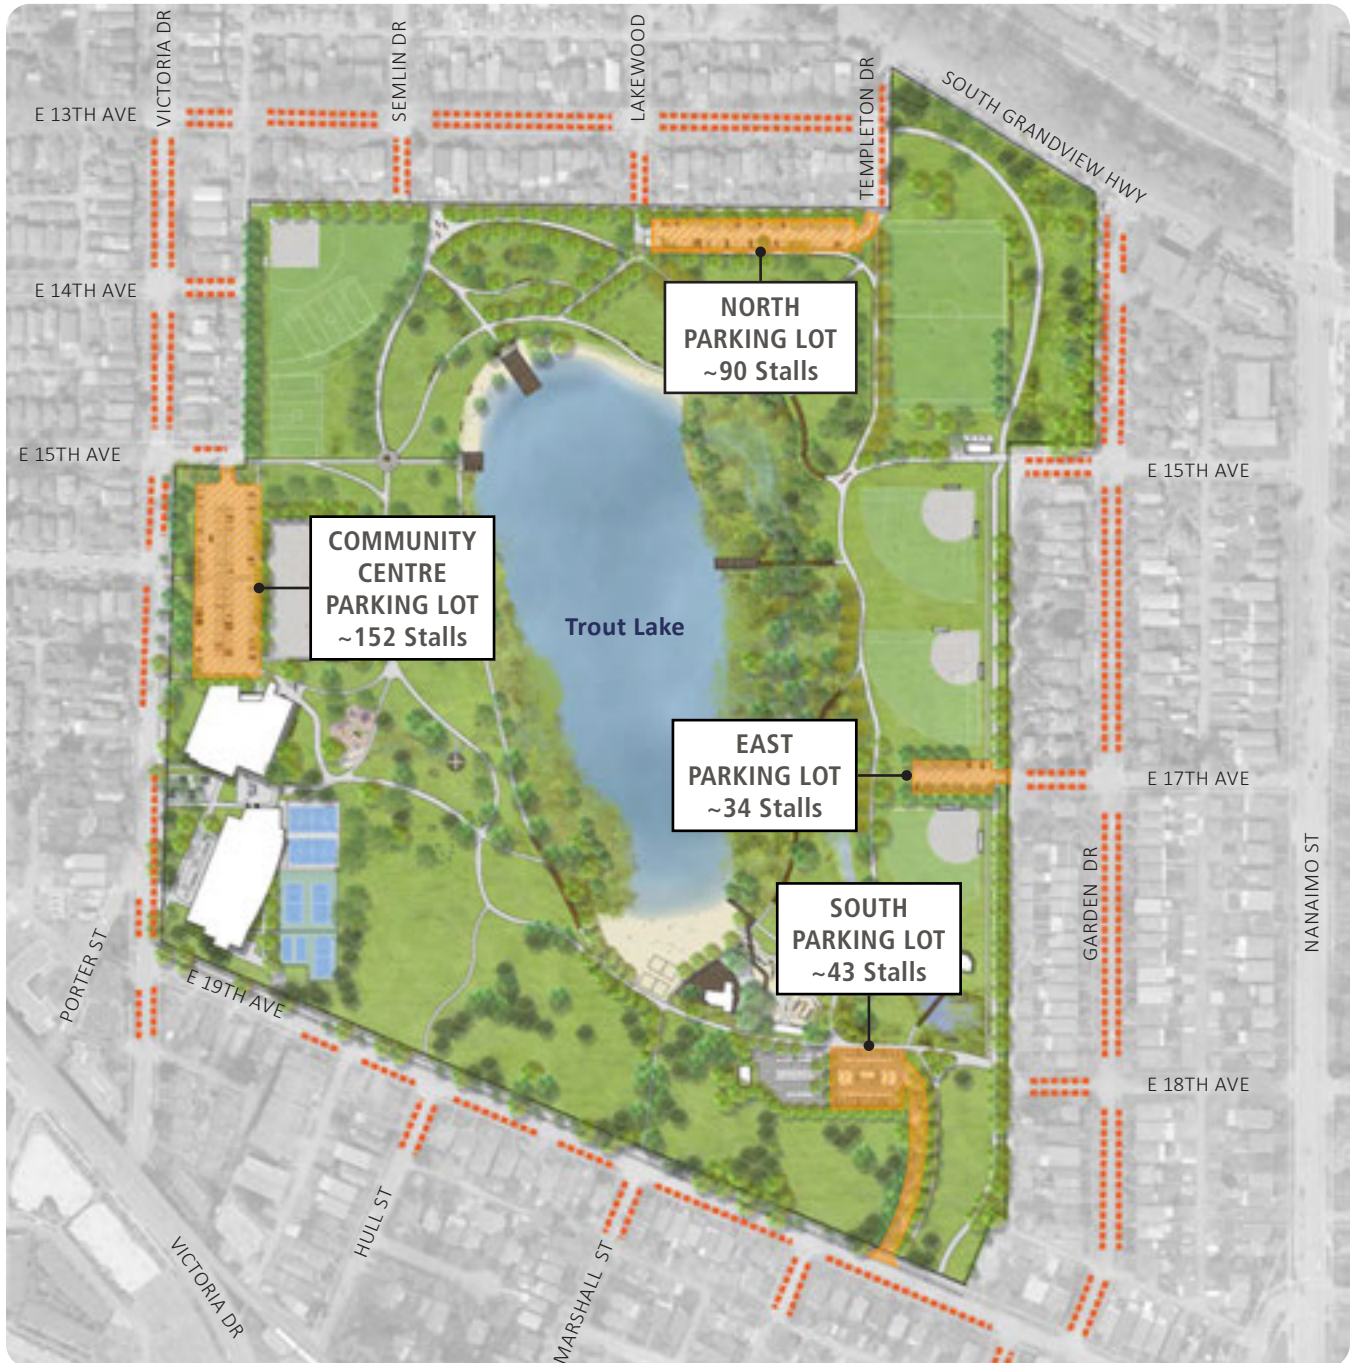 VICTORIA DR
SEMLIN DR
LAKEWOOD
TEMPLETON DR
SOUTH GRANDVIEW HWY
E 13TH AVE
E 14TH AVE
NORTH
PARKING LOT
~90 Stalls
E 15TH AVE
E 15TH AVE
COMMUNITY
CENTRE
PARKING LOT
~152 Stalls
Trout Lake
EAST
PARKING LOT
~34 Stalls
E 17TH AVE
SOUTH
PARKING LOT
~43 Stalls
GARDEN DR
NANAIMO ST
PORTER ST
E 19TH AVE
E 18TH AVE
HULL ST
MARSHALL ST
VICTORIA DR